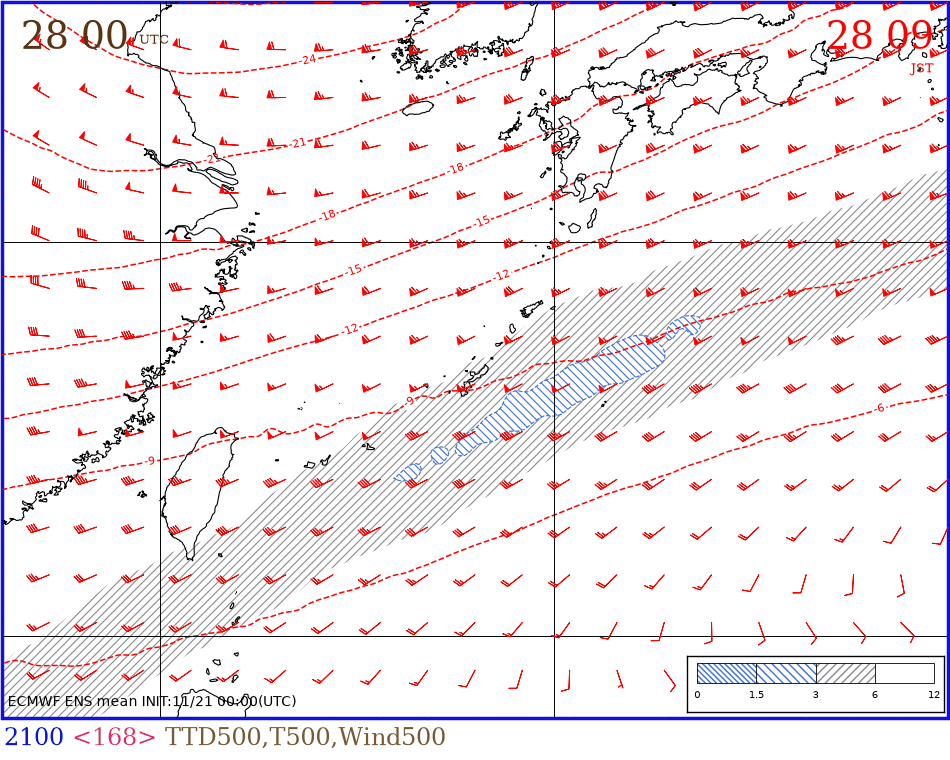 28 00 UTC
28 09
JST
-24
-21
-21
-18
-18
-15
-15
-12
-12
-9
-9
-6
0 1.5 3 6 12
ECMWF ENS mean INIT:11/21 00:00(UTC)
2100 <168> TTD500,T500,Wind500